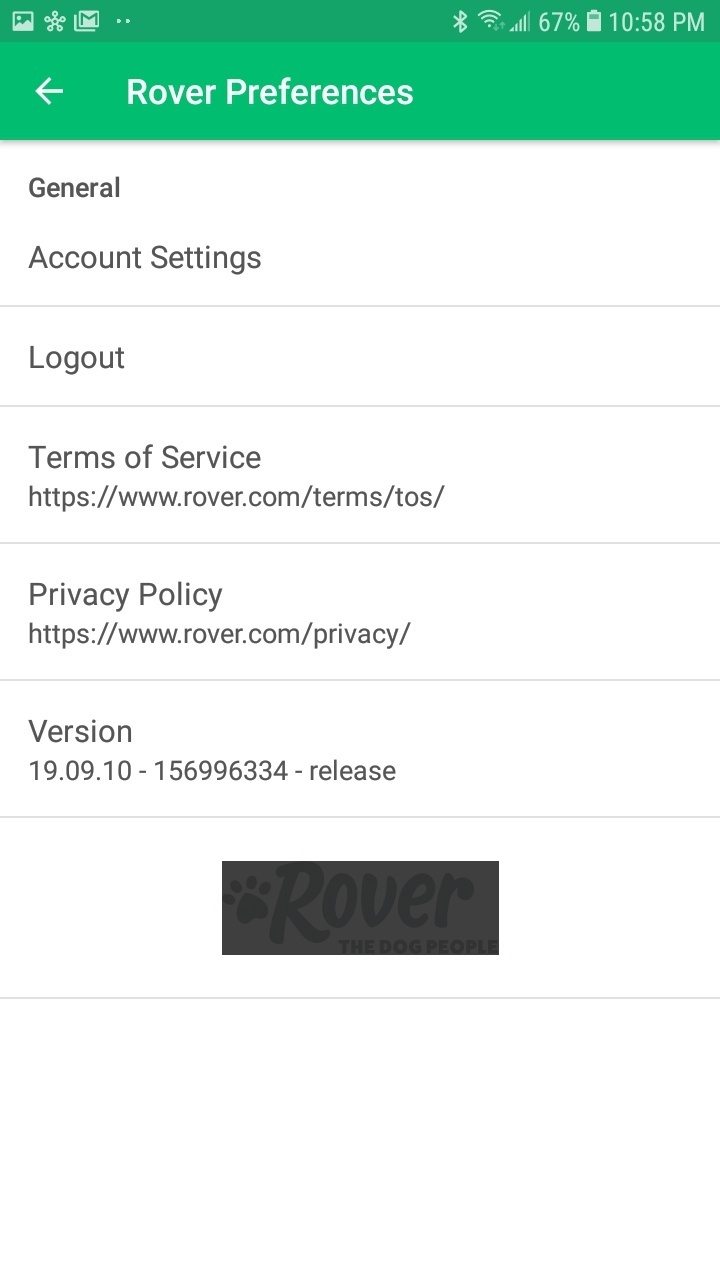 67% 10:58 PM
Rover Preferences
General
Account Settings
Logout
Terms of Service
https://www.rover.com/terms/tos/
Privacy Policy
https://www.rover.com/privacy/
Version
19.09.10 - 156996334 - release
Rover
THE DOG PEOPLE